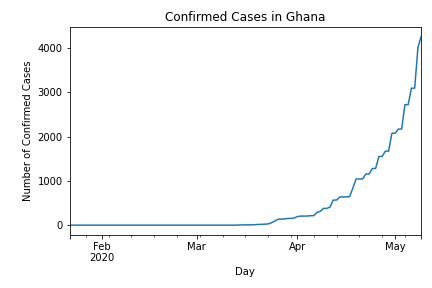 Confirmed Cases in Ghana
4000
3000
2000
1000
0
Number of Confirmed Cases
Feb
2020
Mar
Apr
May
Day